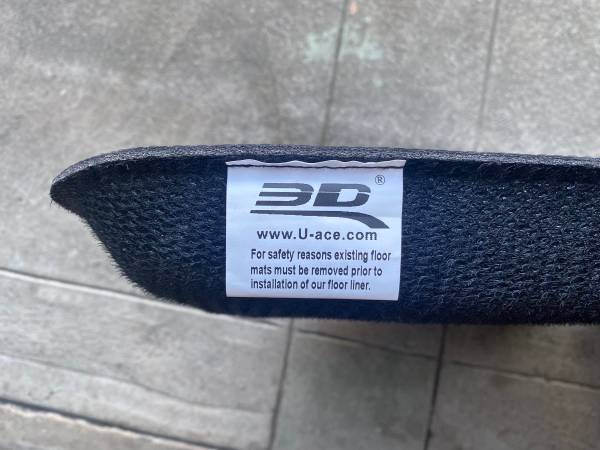 3D®
www.U-ace.com
For safety reasons existing floor
mats must be removed prior to
installation of our floor liner.